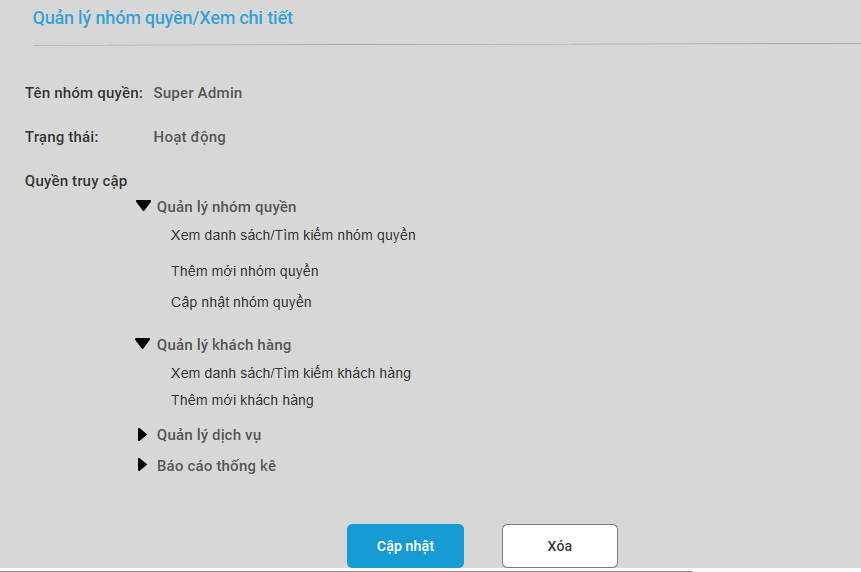 Quản lý nhóm quyền/Xem chi tiết
Tên nhóm quyền: Super Admin
Trạng thái: Hoạt động
Quyền truy cập
Quản lý nhóm quyền
Xem danh sách/Tìm kiếm nhóm quyền
Thêm mới nhóm quyền
Cập nhật nhóm quyền
Quản lý khách hàng
Xem danh sách/Tìm kiếm khách hàng
Thêm mới khách hàng
Quản lý dịch vụ
Báo cáo thống kê
Cập nhật Xóa